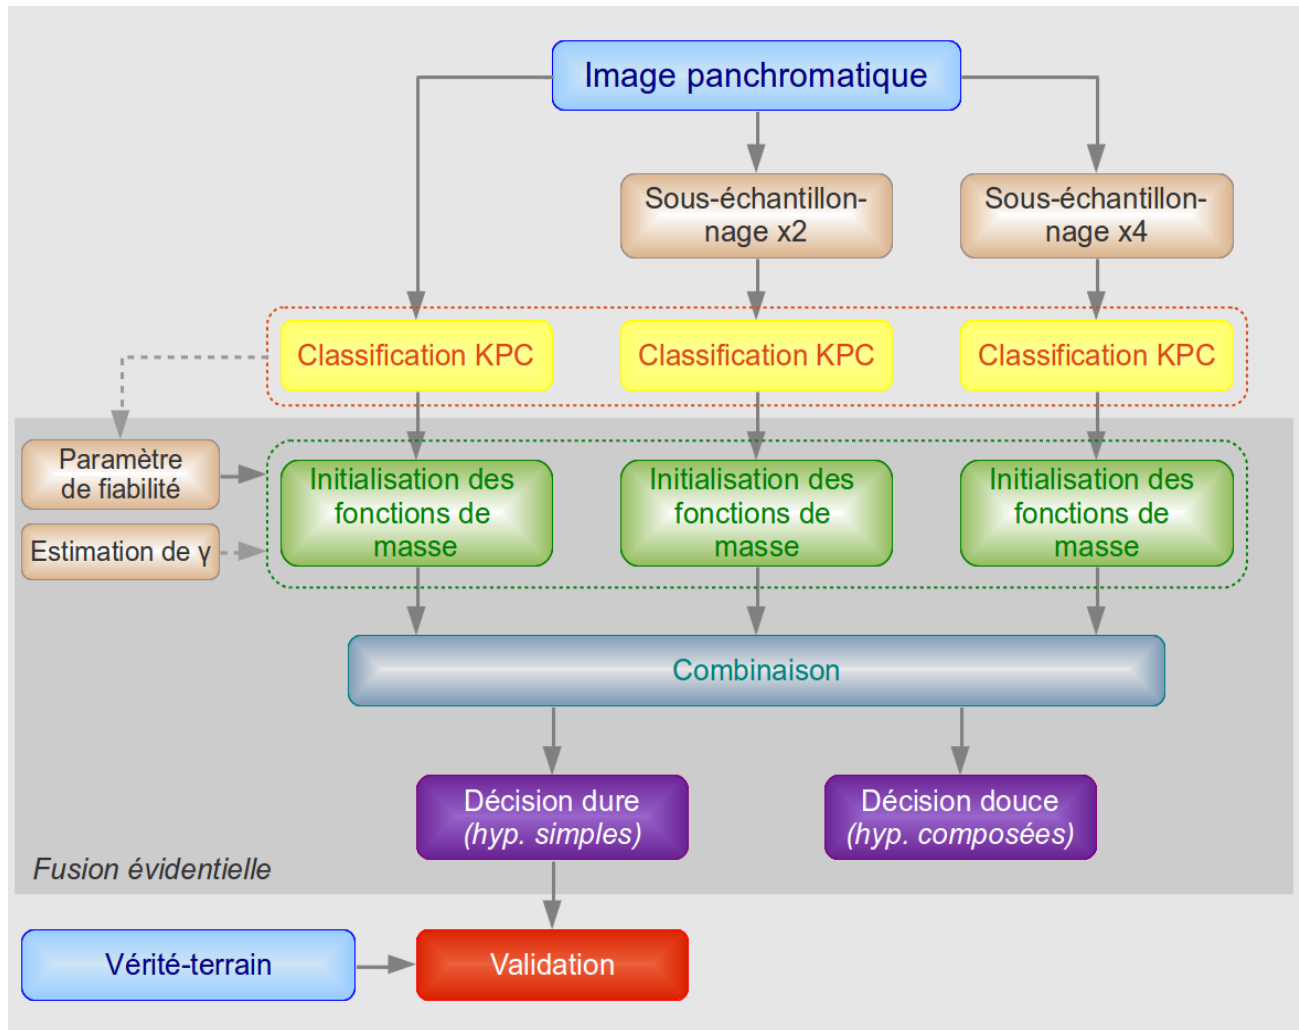 Image panchromatique
Sous-échantillon-
nage x2
Sous-échantillon-
nage x4
Classification KPC
Classification KPC
Classification KPC
Paramètre
de fiabilité
Estimation de γ
Initialisation des
fonctions de
masse
Initialisation des
fonctions de
masse
Initialisation des
fonctions de
masse
Combinaison
Décision dure
(hyp. simples)
Décision douce
(hyp. composées)
Fusion évidentielle
Vérité-terrain
Validation